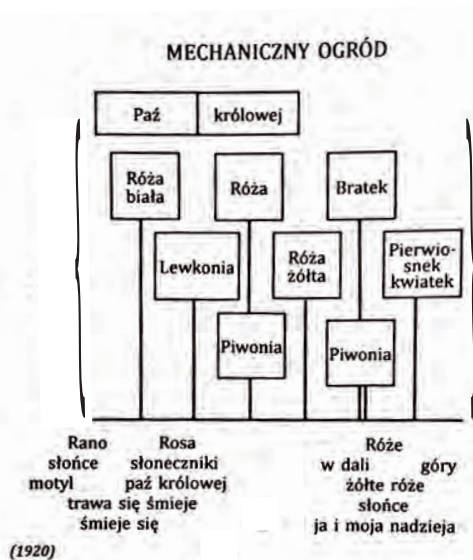 MECHANICZNY OGRÓD
Paź królowej
Róża
biała
Róża
Bratek
Lewkonia
Róża
żółta
Pierwio-
snek
kwiatek
Piwonia
Piwonia
Rano Rosa
słońce słoneczniki
motyl paź królowej
trawa się śmieje
śmieje się
Róże
w dali góry
żółte róże
słońce
ja i moja nadzieja
(1920)